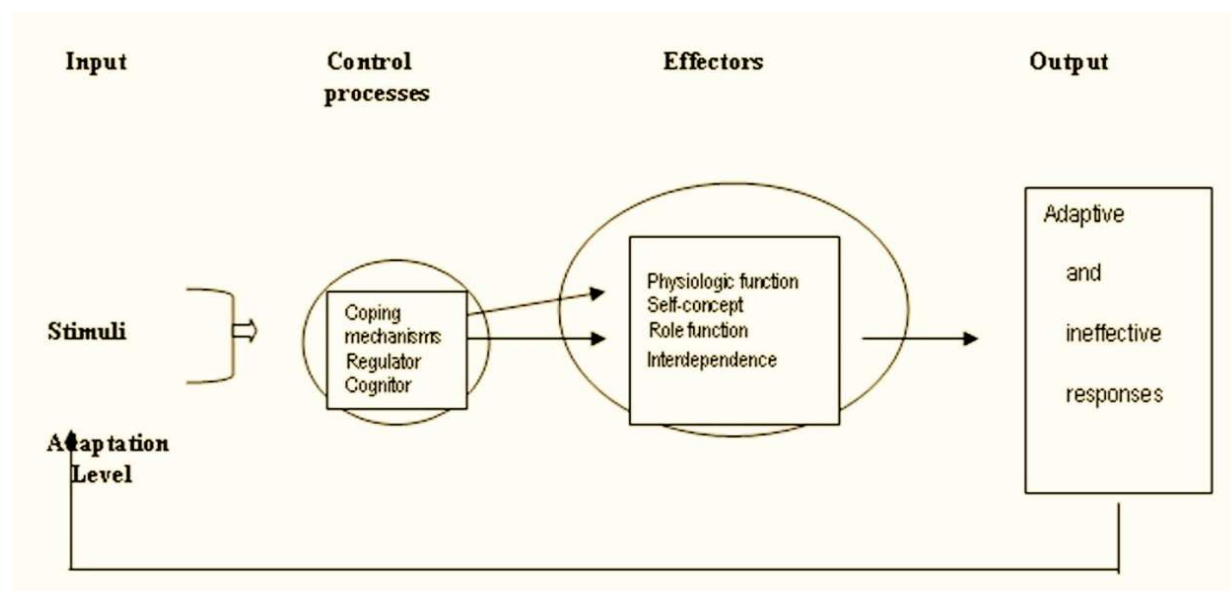 Input
Control
processes
Effectors
Output
Stimuli
Adaptation
Level
Coping
mechanisms
Regulator
Cognitor
Physiologic function
Self-concept
Role function
Interdependence
Adaptive
and
ineffective
responses